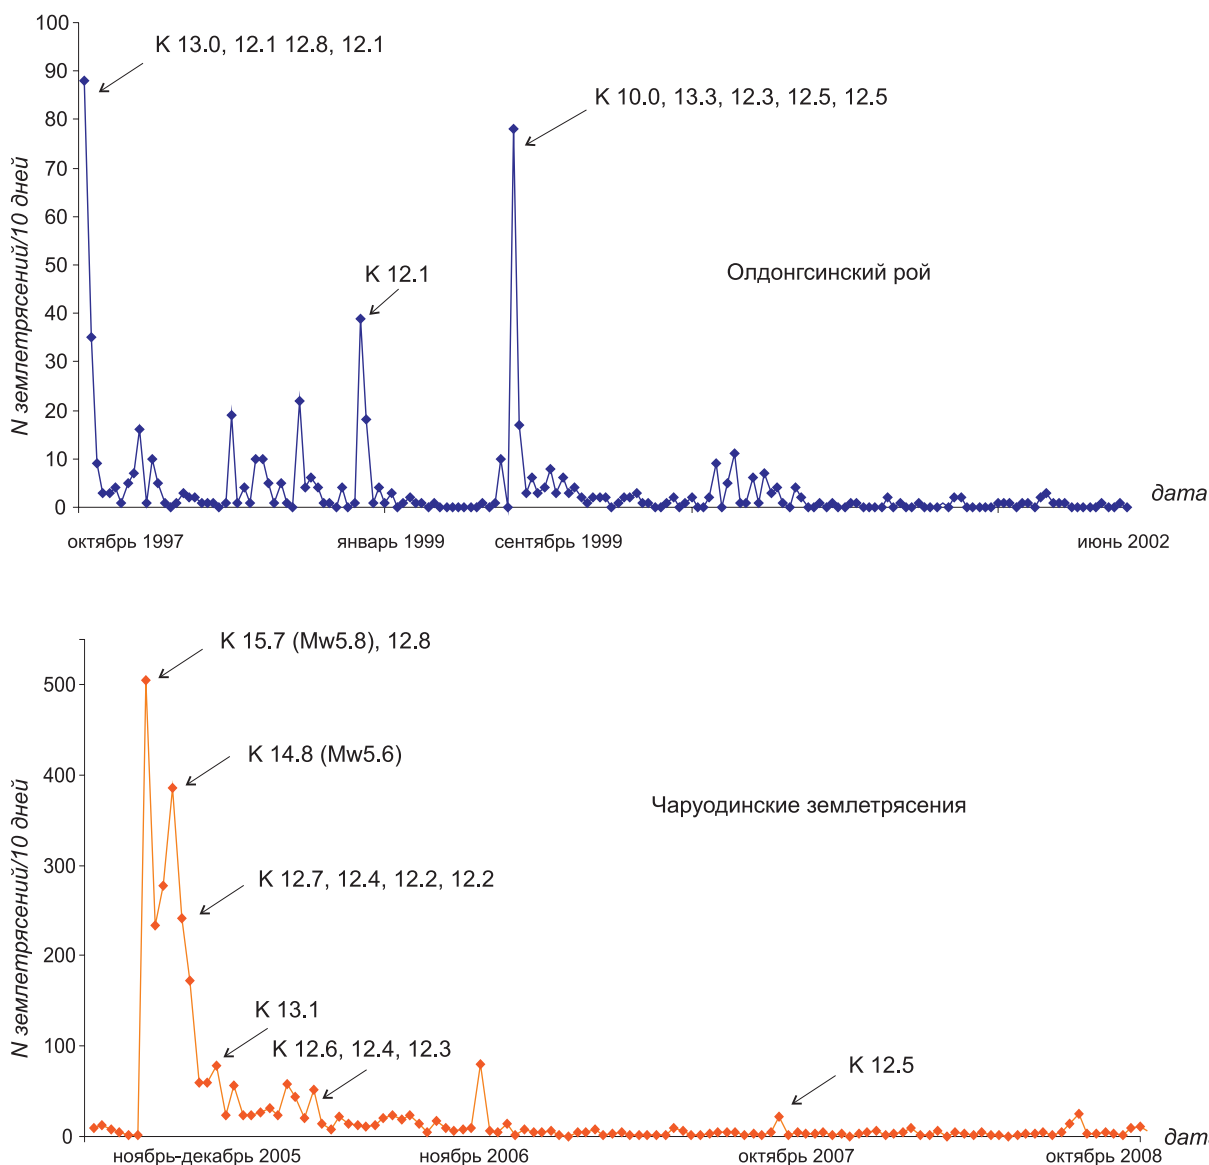 100
K 13.0, 12.1 12.8, 12.1
90
K 10.0, 13.3, 12.3, 12.5, 12.5
80
70
60
50
Олдонгсинский рой
K 12.1
40
30
20
10
0
N землетрясений/10 дней
дата
октябрь 1997
январь 1999
сентябрь 1999
июнь 2002
K 15.7 (Mw5.8), 12.8
500
K 14.8 (Mw5.6)
400
Чаруодинские землетрясения
300
K 12.7, 12.4, 12.2, 12.2
200
100
K 13.1
K 12.6, 12.4, 12.3
K 12.5
0
N землетрясений/10 дней
дат
ноябрь-декабрь 2005
ноябрь 2006
октябрь 2007
октябрь 2008